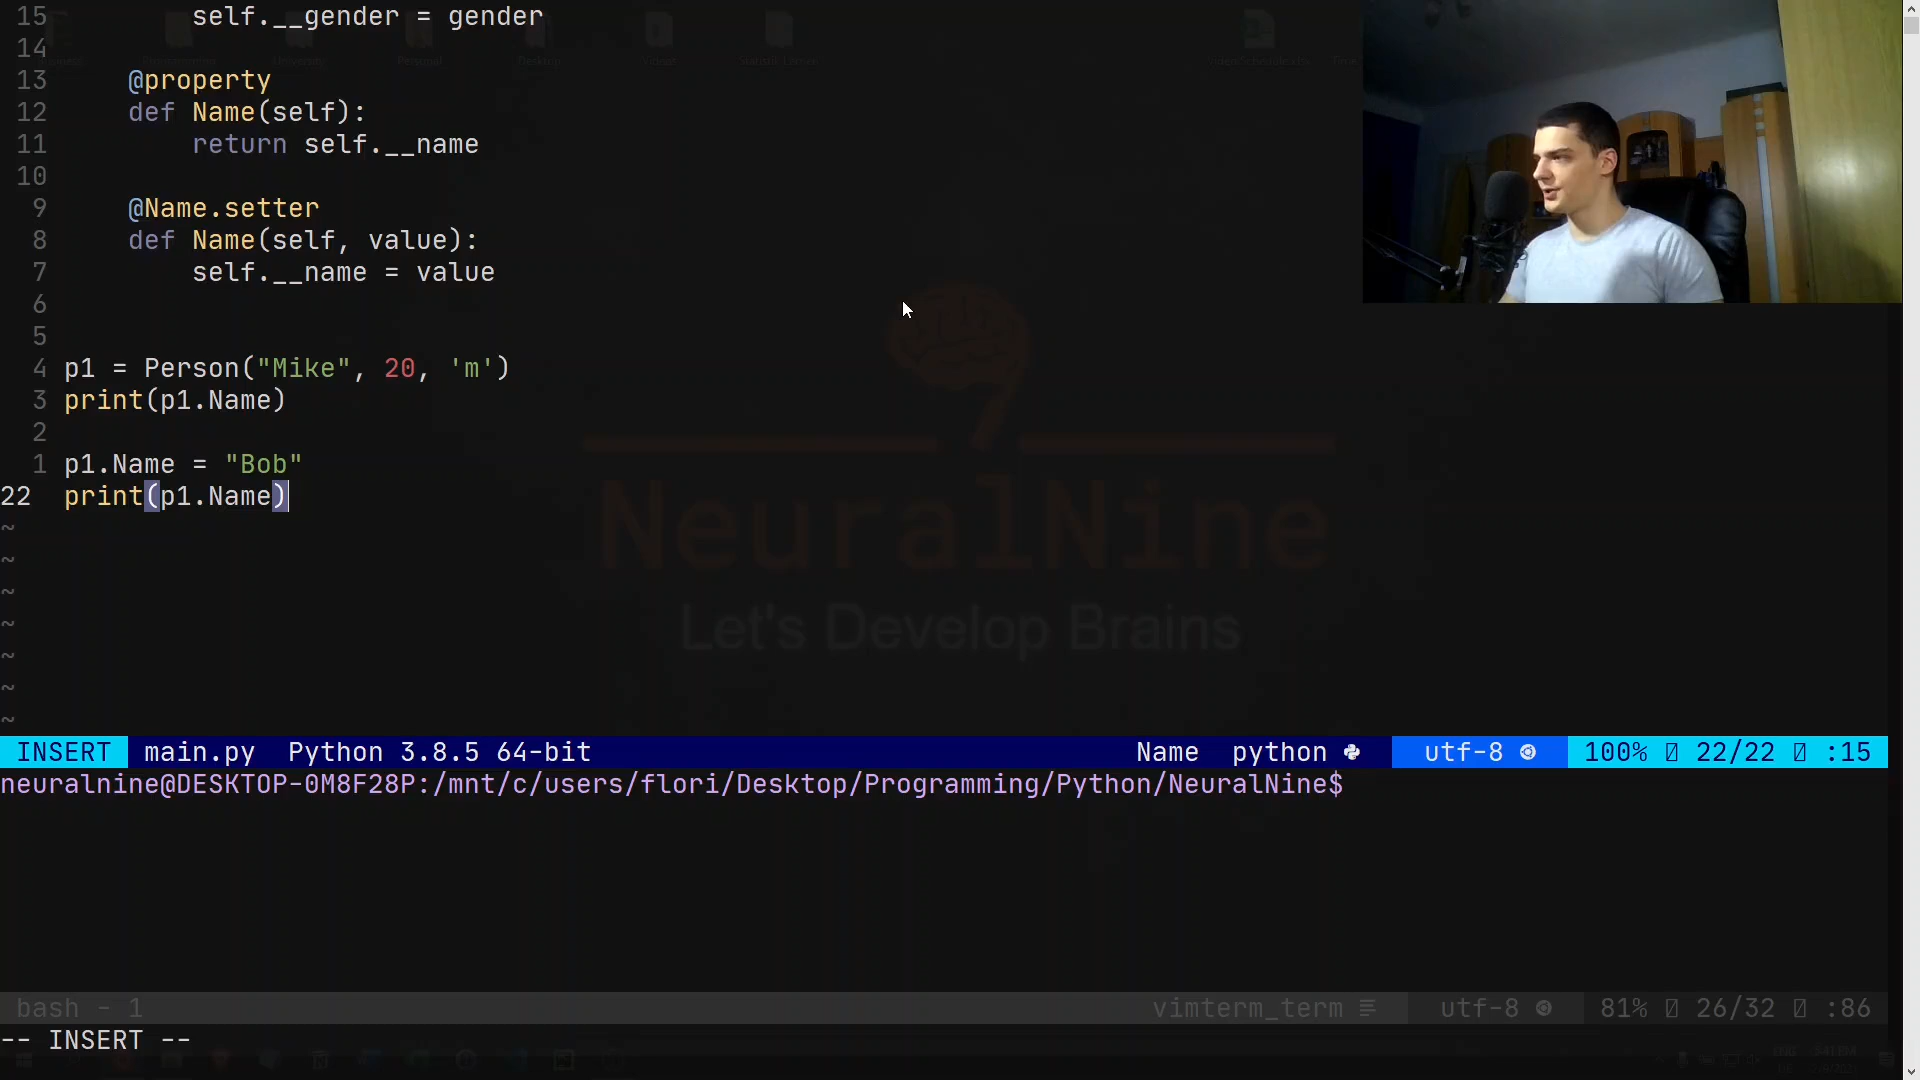 15 self.__gender = gender
14
13 @property
12 def Name(self):
11 return self.__name
10
9 @Name.setter
8 def Name(self, value):
7 self.__name = value
6
5
4 p1 = Person("Mike", 20, 'm')
3 print(p1.Name)
2
1 p1.Name = "Bob"
22 print(p1.Name)
~
~
~
~
~
~
~
NeuralNine
Let's Develop Brains
INSERT main.py Python 3.8.5 64-bit Name python utf-8 100% 22/22 :15
neuralnine@DESKTOP-0M8F28P:/mnt/c/users/flori/Desktop/Programming/Python/NeuralNine$
bash - 1 vimterm_term utf-8 81% 26/32 :86
-- INSERT --